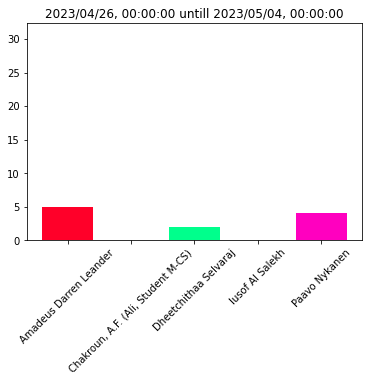 2023/04/26, 00:00:00 untill 2023/05/04, 00:00:00
30
25
20
15
10
5
0
Amadeus Darren Leander
Chakroun, A.F. (Ali, Student M-CS)
Dheetchithaa Selvaraj
Iusof Al Salekh
Paavo Nykanen